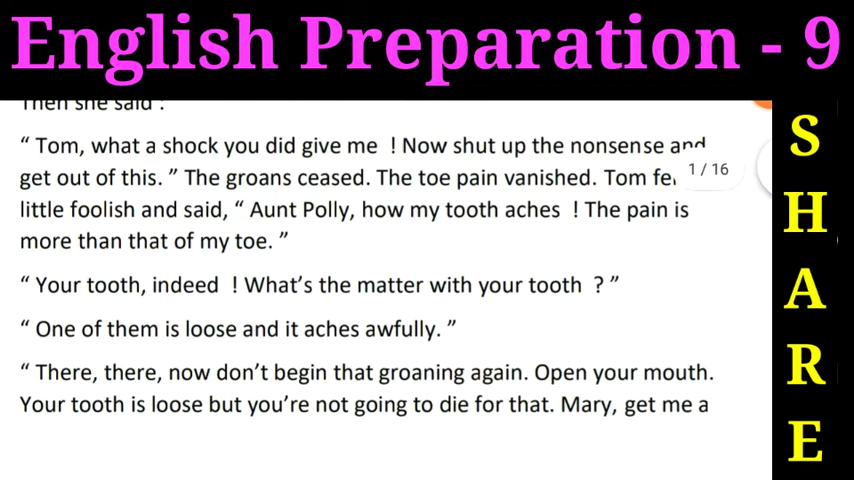 English Preparation - 9
Then she said :
“ Tom, what a shock you did give me ! Now shut up the nonsense and
get out of this. ” The groans ceased. The toe pain vanished. Tom
1 / 16
little foolish and said, “ Aunt Polly, how my tooth aches ! The pain is
more than that of my toe. ”
“ Your tooth, indeed ! What’s the matter with your tooth ? ”
“ One of them is loose and it aches awfully. ”
“ There, there, now don’t begin that groaning again. Open your mouth.
Your tooth is loose but you’re not going to die for that. Mary, get me a
S
H
A
R
E